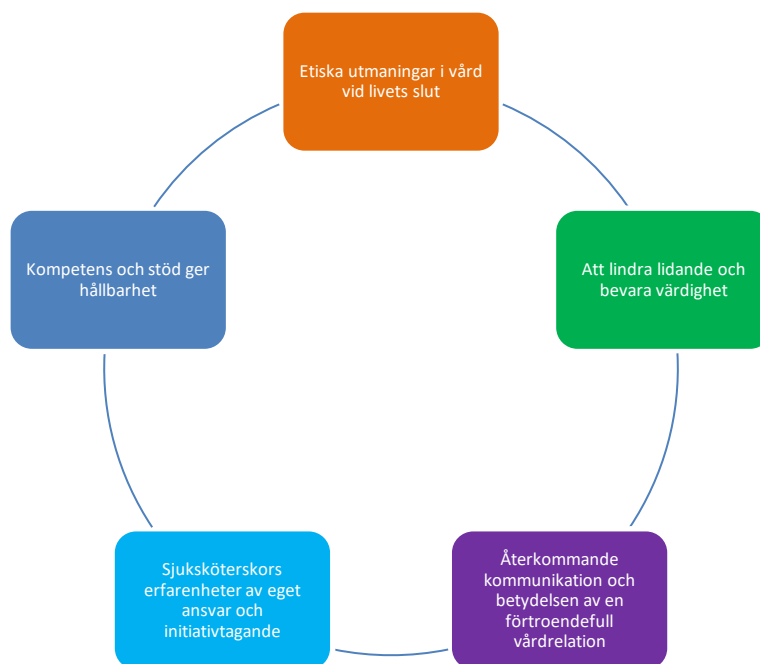 Etiska utmaningar i vård
vid livets slut
Att lindra lidande och
bevara värdighet
Återkommande
kommunikation och
betydelsen av en
förtroendefull
vårdrelation
Sjuksköterskors
erfarenheter av eget
ansvar och
initiativtagande
Kompetens och stöd ger
hållbarhet